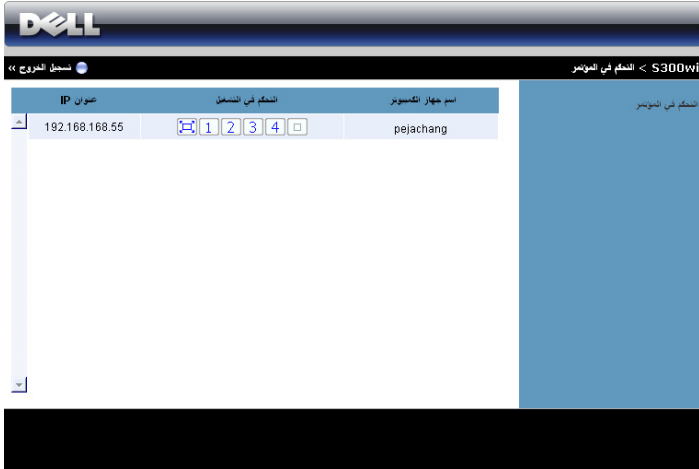 DELL
S300wi > التحكم في المؤتمر
تسجيل الخروج »
التحكم في المؤتمر
اسم جهاز الكمبيوتر
التحكم في التشغيل
عنوان IP
pejachang
1 2 3 4
192.168.168.55